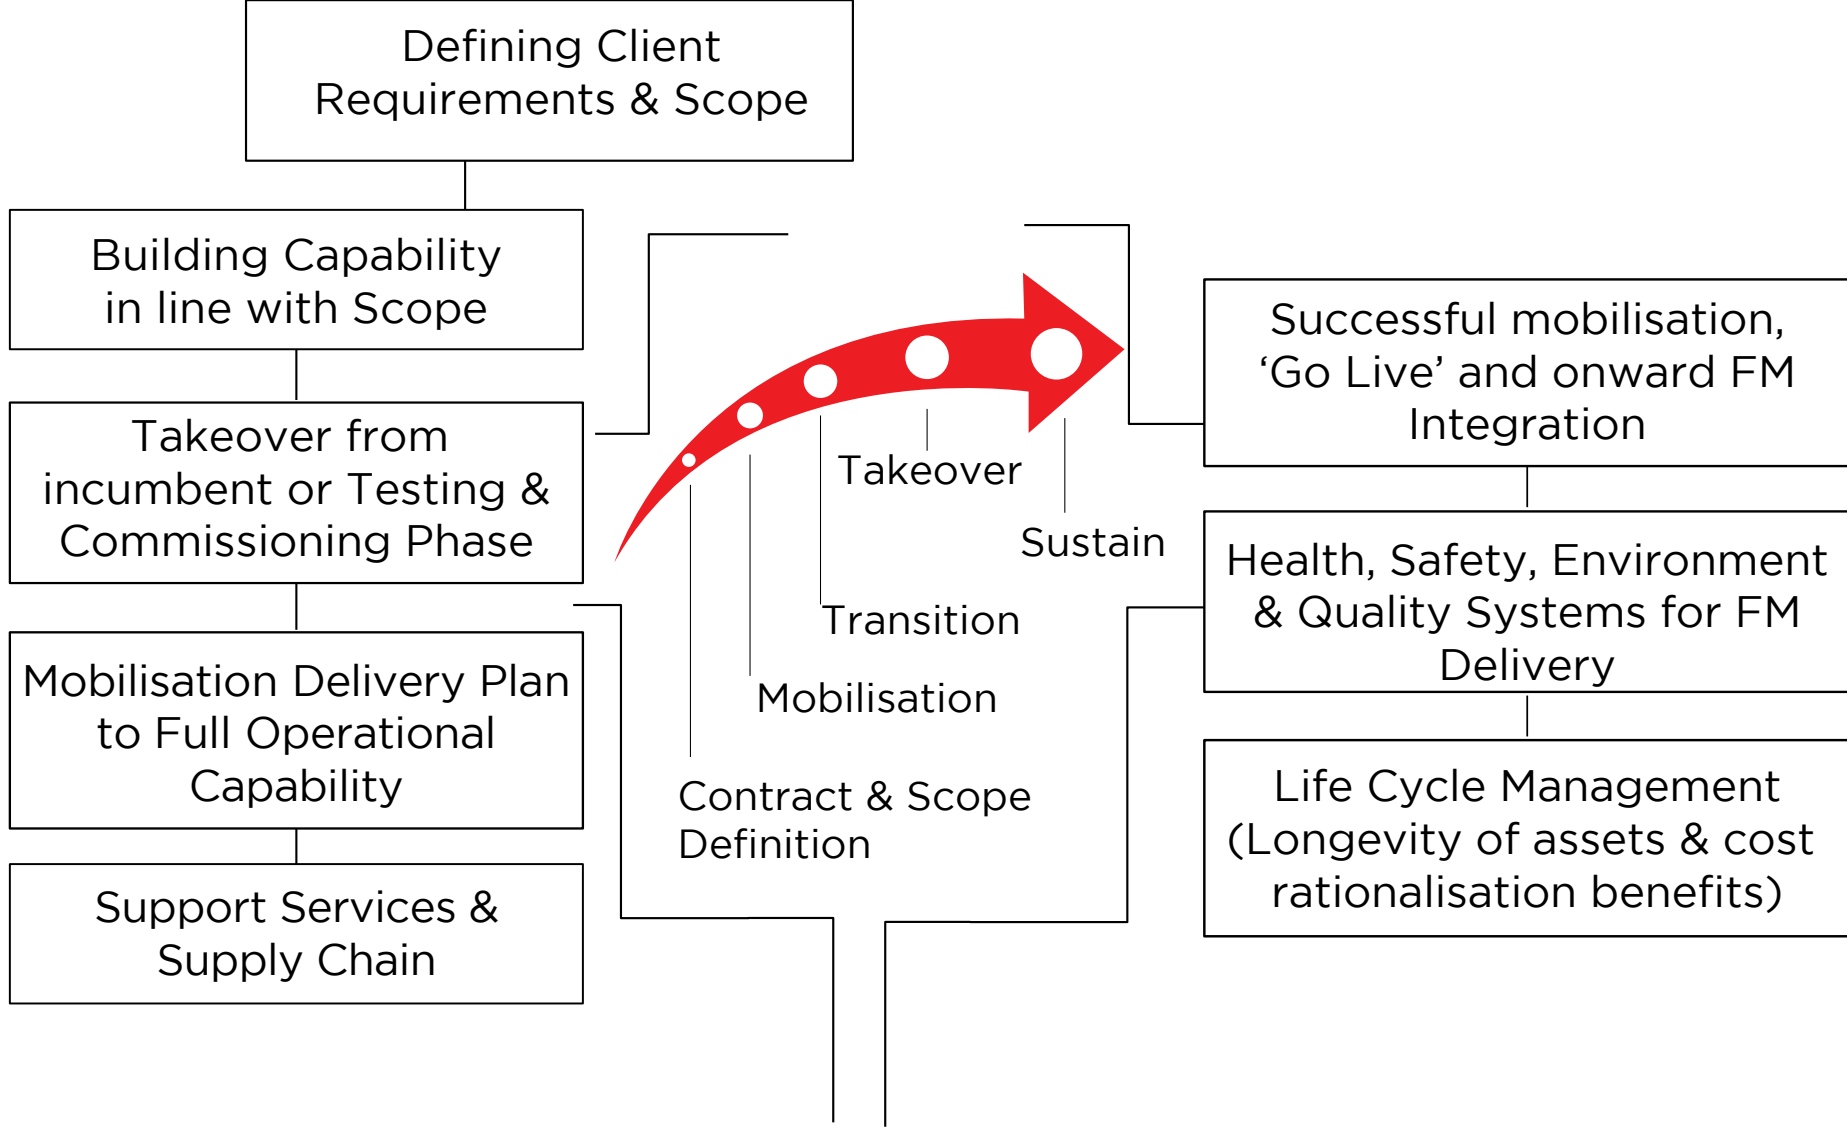 Defining Client
Requirements & Scope
Building Capability
in line with Scope
Takeover from
incumbent or Testing &
Commissioning Phase
Mobilisation Delivery Plan
to Full Operational
Capability
Support Services &
Supply Chain
Takeover
Sustain
Transition
Mobilisation
Contract & Scope
Definition
Successful mobilisation,
‘Go Live’ and onward FM
Integration
Health, Safety, Environment
& Quality Systems for FM
Delivery
Life Cycle Management
(Longevity of assets & cost
rationalisation benefits)